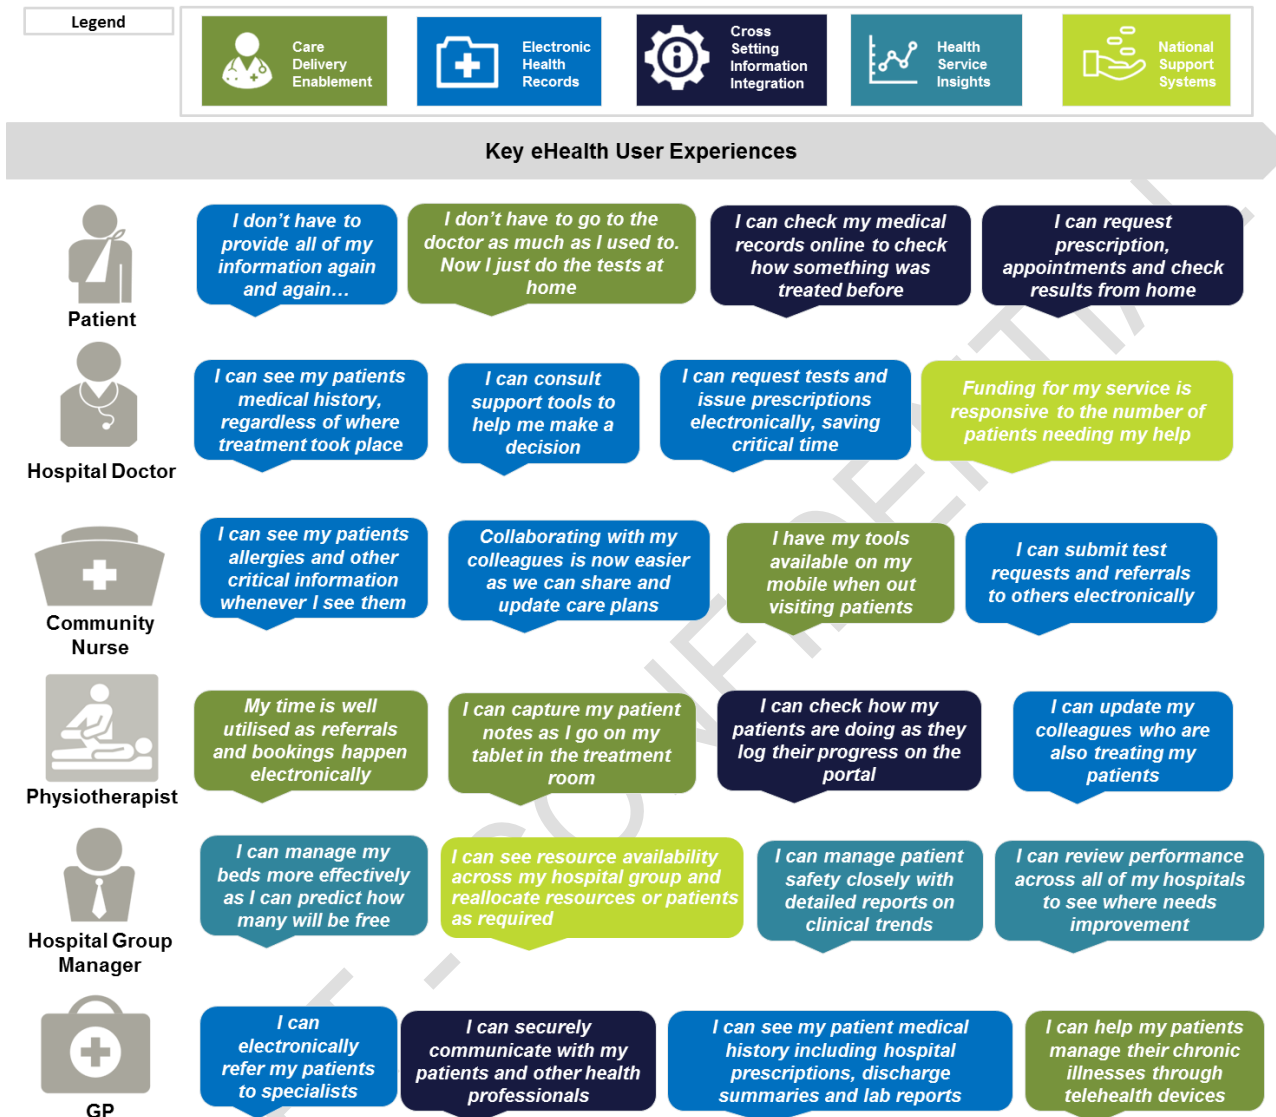 Legend
Care
Delivery
Enablement
Electronic
Health
Records
Cross
Setting
Information
Integration
Health
Service
Insights
National
Support
Systems
Key eHealth User Experiences
Patient
I don't have to
provide all of my
information again
and again…
I don't have to go to the
doctor as much as I used to.
Now I just do the tests at
home
I can check my medical
records online to check
how something was
treated before
I can request
prescription,
appointments and check
results from home
Hospital Doctor
I can see my patients
medical history,
regardless of where
treatment took place
I can consult
support tools to
help me make a
decision
I can request tests and
issue prescriptions
electronically, saving
critical time
Funding for my service is
responsive to the number of
patients needing my help
Community
Nurse
I can see my patients
allergies and other
critical information
whenever I see them
Collaborating with my
colleagues is now easier
as we can share and
update care plans
I have my tools
available on my
mobile when out
visiting patients
I can submit test
requests and referrals
to others electronically
Physiotherapist
My time is well
utilised as referrals
and bookings happen
electronically
I can capture my patient
notes as I go on my
tablet in the treatment
room
I can check how my
patients are doing as they
log their progress on the
portal
I can update my
colleagues who are
also treating my
patients
Hospital Group
Manager
I can manage my
beds more effectively
as I can predict how
many will be free
I can see resource availability
across my hospital group and
reallocate resources or patients
as required
I can manage patient
safety closely with
detailed reports on
clinical trends
I can review performance
across all of my hospitals
to see where needs
improvement
GP
I can
electronically
refer my patients
to specialists
I can securely
communicate with my
patients and other health
professionals
I can see my patient medical
history including hospital
prescriptions, discharge
summaries and lab reports
I can help my patients
manage their chronic
illnesses through
telehealth devices